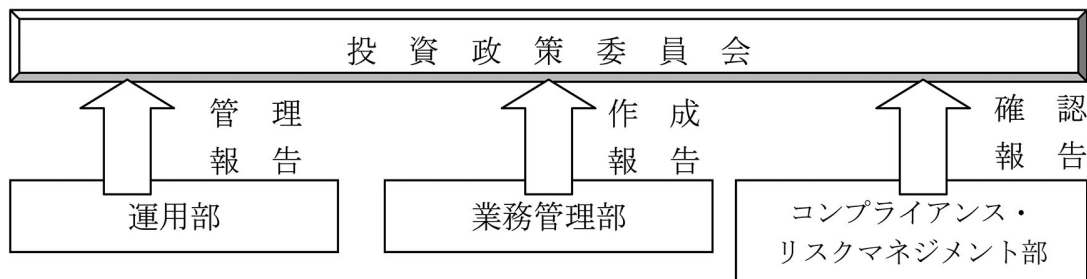 投資政策委員会
管理
報告
作成
報告
確認
報告
運用部
業務管理部
コンプライアンス・
リスクマネジメント部